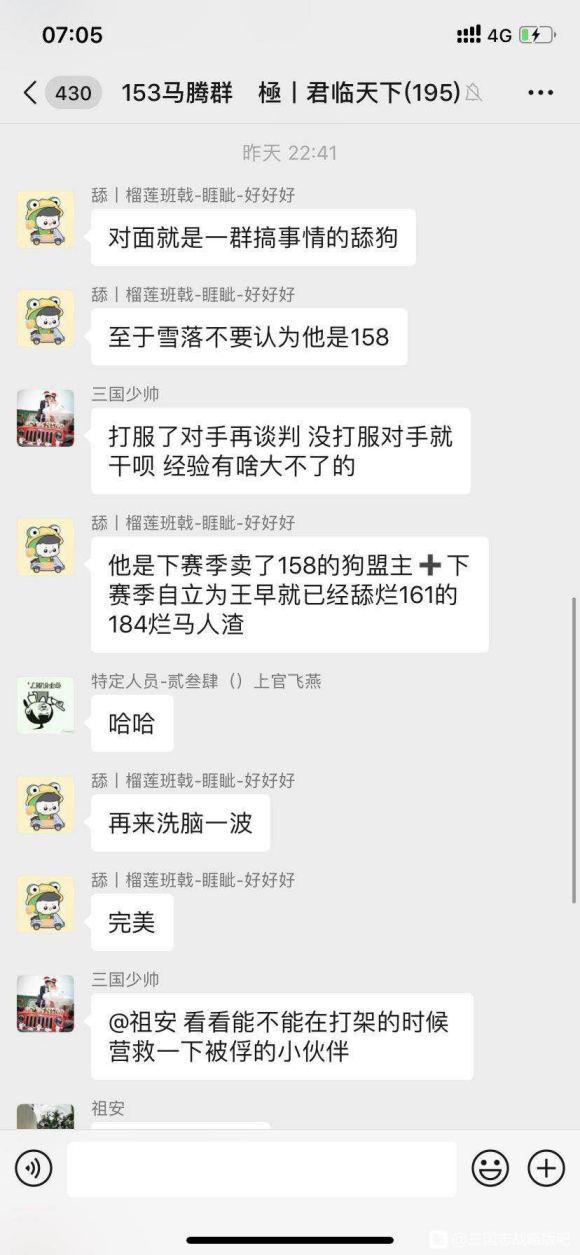 07:05
4G
430
153马腾群 極丨君临天下(195)
昨天 22:41
舔丨榴莲班戟-睚眦-好好好
对面就是一群搞事情的舔狗
舔丨榴莲班戟-睚眦-好好好
至于雪落不要认为他是158
三国少帅
打服了对手再谈判 没打服对手就
干呗 经验有啥大不了的
舔丨榴莲班戟-睚眦-好好好
他是下赛季卖了158的狗盟主➕下
赛季自立为王早就已经舔烂161的
184烂马人渣
特定人员-贰叁肆（）上官飞燕
哈哈
舔丨榴莲班戟-睚眦-好好好
再来洗脑一波
舔丨榴莲班戟-睚眦-好好好
完美
三国少帅
@祖安 看看能不能在打架的时候
营救一下被俘的小伙伴
祖安
@三国志战略版吧